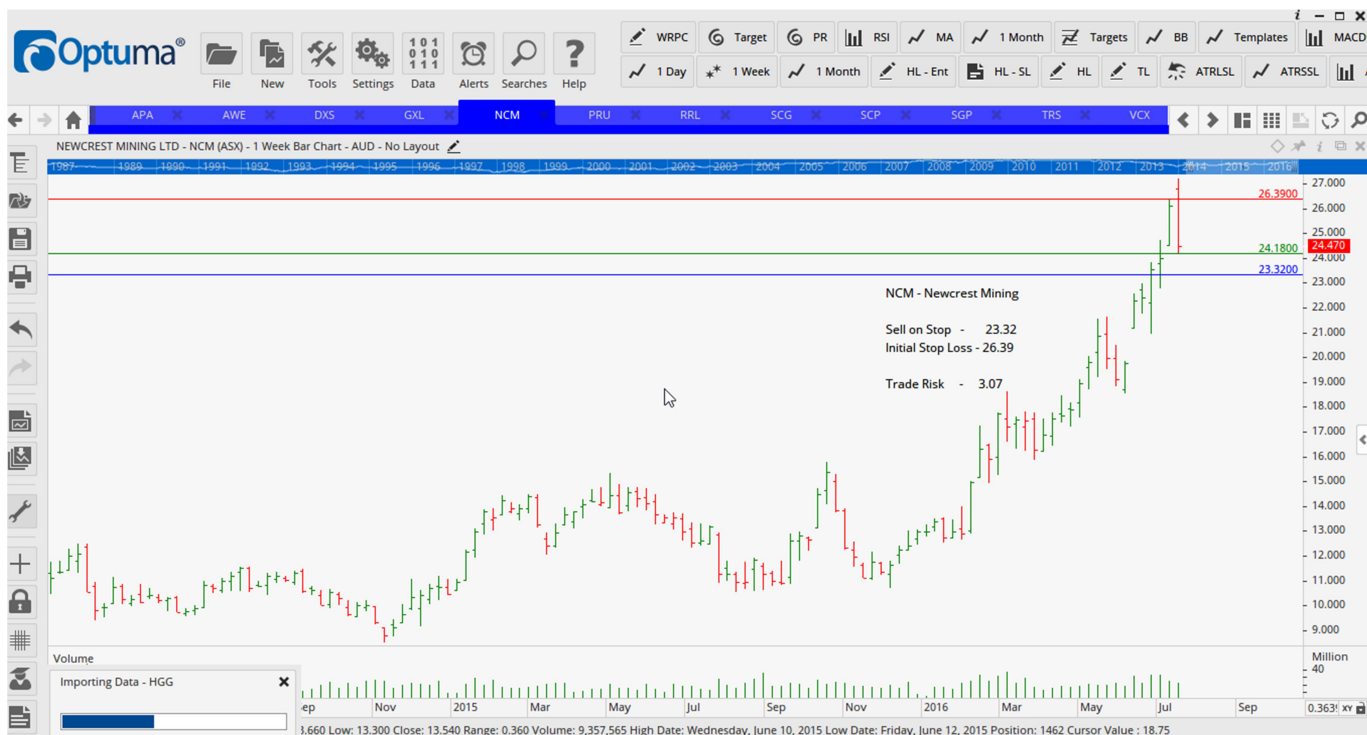 i
Optuma®
File New Tools Settings Data Alerts Searches Help
WRPC Target PR RSI MA 1 Month Targets BB Templates MACD
1 Day 1 Week 1 Month HL - Ent HL - SL HL TL ATRLSL ATRSSL
APA AWE DXS GXL NCM PRU RRL SCG SCP SGP TRS VCX
NEWCREST MINING LTD - NCM (ASX) - 1 Week Bar Chart - AUD - No Layout
1987 1989 1990 1991 1992 1993 1994 1995 1996 1997 1998 1999 2000 2001 2002 2003 2004 2005 2006 2007 2008 2009 2010 2011 2012 2013 2014 2015 2016
27.000
26.3900
26.000
25.000
24.1800
24.470
24.000
23.3200
23.000
NCM - Newcrest Mining
22.000
Sell on Stop - 23.32
21.000
Initial Stop Loss - 26.39
20.000
Trade Risk - 3.07
19.000
18.000
17.000
16.000
15.000
14.000
13.000
12.000
11.000
10.000
9.000
Volume
Million
40
Importing Data - HGG
Nov 2015 Mar May Jul Sep Nov 2016 Mar May Jul Sep
XY
Low: 13.300 Close: 13.540 Range: 0.360 Volume: 9,357,565 High Date: Wednesday, June 10, 2015 Low Date: Friday, June 12, 2015 Position: 1462 Cursor Value : 18.75